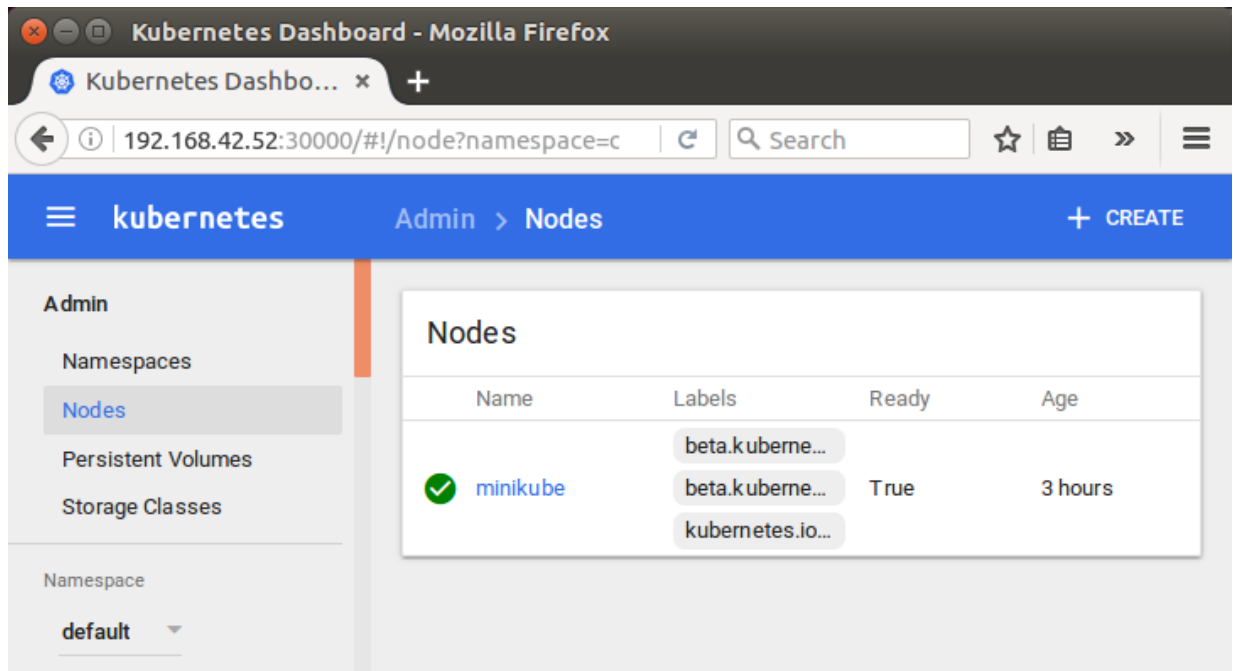 Kubernetes Dashboard - Mozilla Firefox
Kubernetes Dashbo...
192.168.42.52:30000/#!/node?namespace=c
Search
kubernetes
Admin > Nodes
+ CREATE
Admin
Namespaces
Nodes
Persistent Volumes
Storage Classes
Namespace
default
Nodes
Name Labels Ready Age
beta.kuberne...
minikube beta.kuberne... True 3 hours
kubernetes.io...